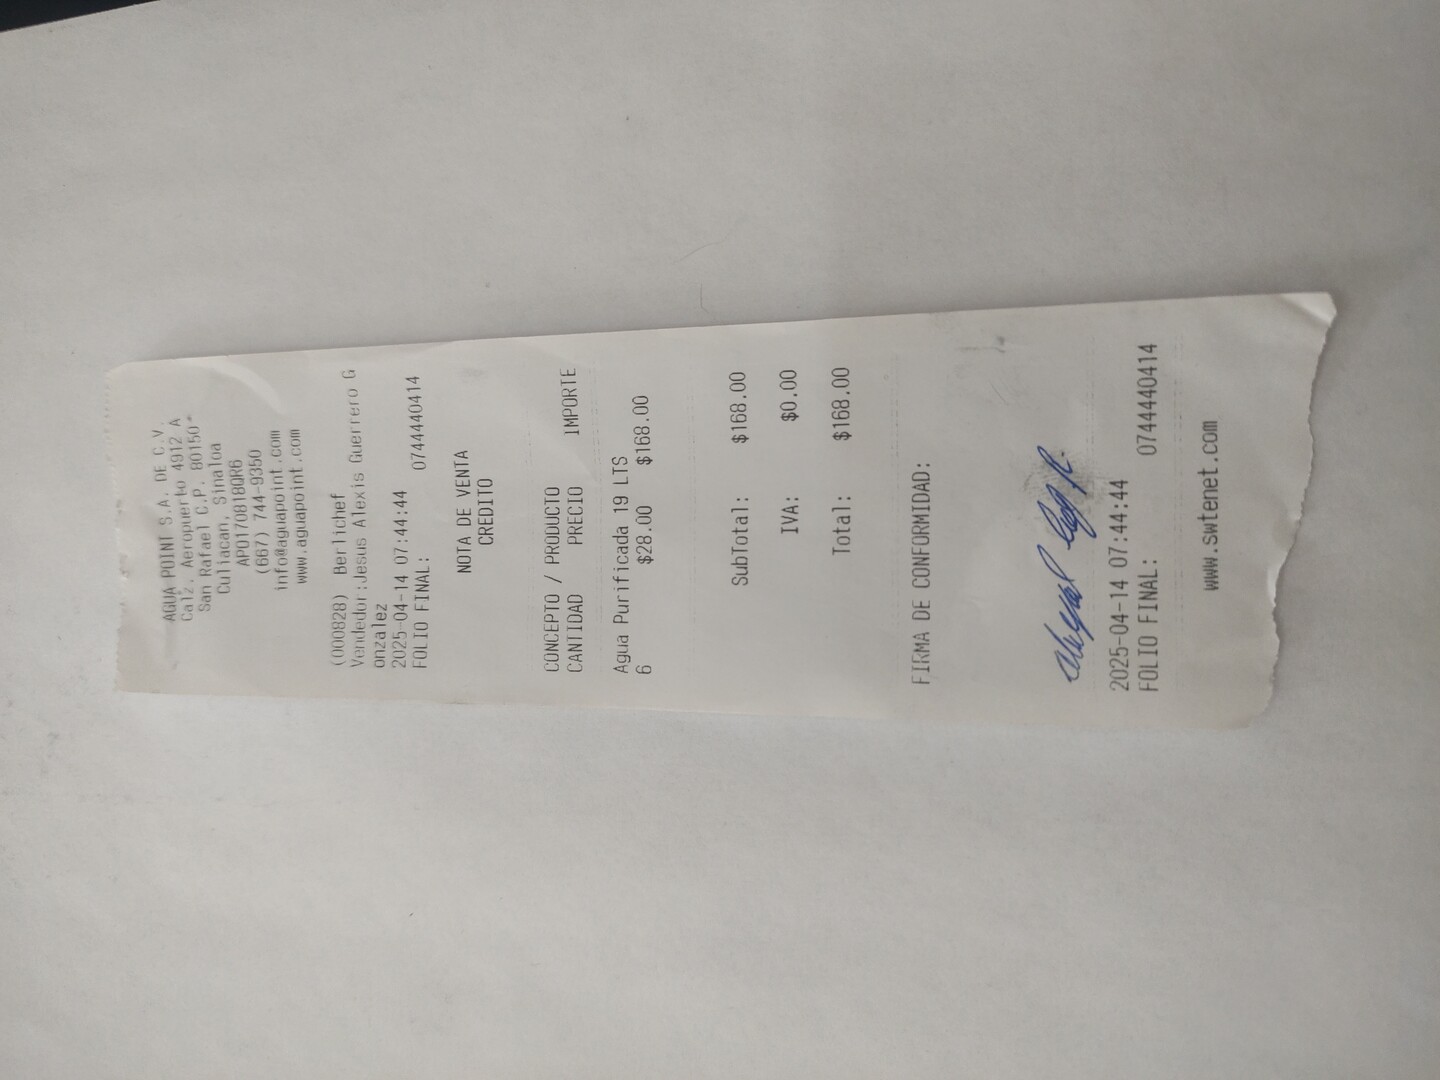 AGUA POINT S.A. DE C.V.
Calz. Aeropuerto 4912 A
San Rafael C.P. 80150
Culiacan, Sinaloa
APO170818QR6
(667) 744-9350
info@aguapoint.com
www.aguapoint.com
(000828) Berlichef
Vendedor:Jesus Alexis Guerrero G
onzalez
2025-04-14 07:44:44
FOLIO FINAL: 0744440414
NOTA DE VENTA
CREDITO
CONCEPTO / PRODUCTO
CANTIDAD PRECIO IMPORTE
Agua Purificada 19 LTS
6 $28.00 $168.00
SubTotal: $168.00
IVA: $0.00
Total: $168.00
FIRMA DE CONFORMIDAD:
2025-04-14 07:44:44
FOLIO FINAL: 0744440414
www.swtenet.com